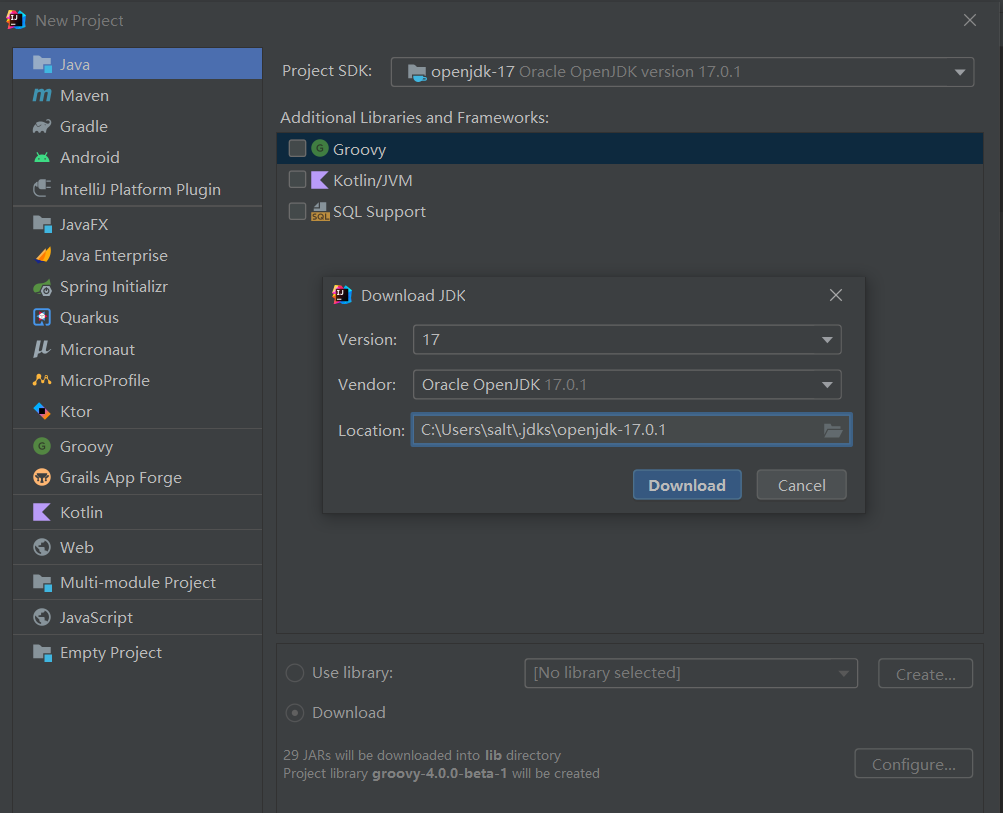 New Project
Java
Maven
Gradle
Android
IntelliJ Platform Plugin
JavaFX
Java Enterprise
Spring Initializr
Quarkus
Micronaut
MicroProfile
Ktor
Groovy
Grails App Forge
Kotlin
Web
Multi-module Project
JavaScript
Empty Project
Project SDK: openjdk-17 Oracle OpenJDK version 17.0.1
Additional Libraries and Frameworks:
Groovy
Kotlin/JVM
SQL Support
Download JDK
Version: 17
Vendor: Oracle OpenJDK 17.0.1
Location: C:\Users\salt\.jdks\openjdk-17.0.1
Download Cancel
Use library: [No library selected] Create...
Download
29 JARs will be downloaded into lib directory
Project library groovy-4.0.0-beta-1 will be created
Configure...